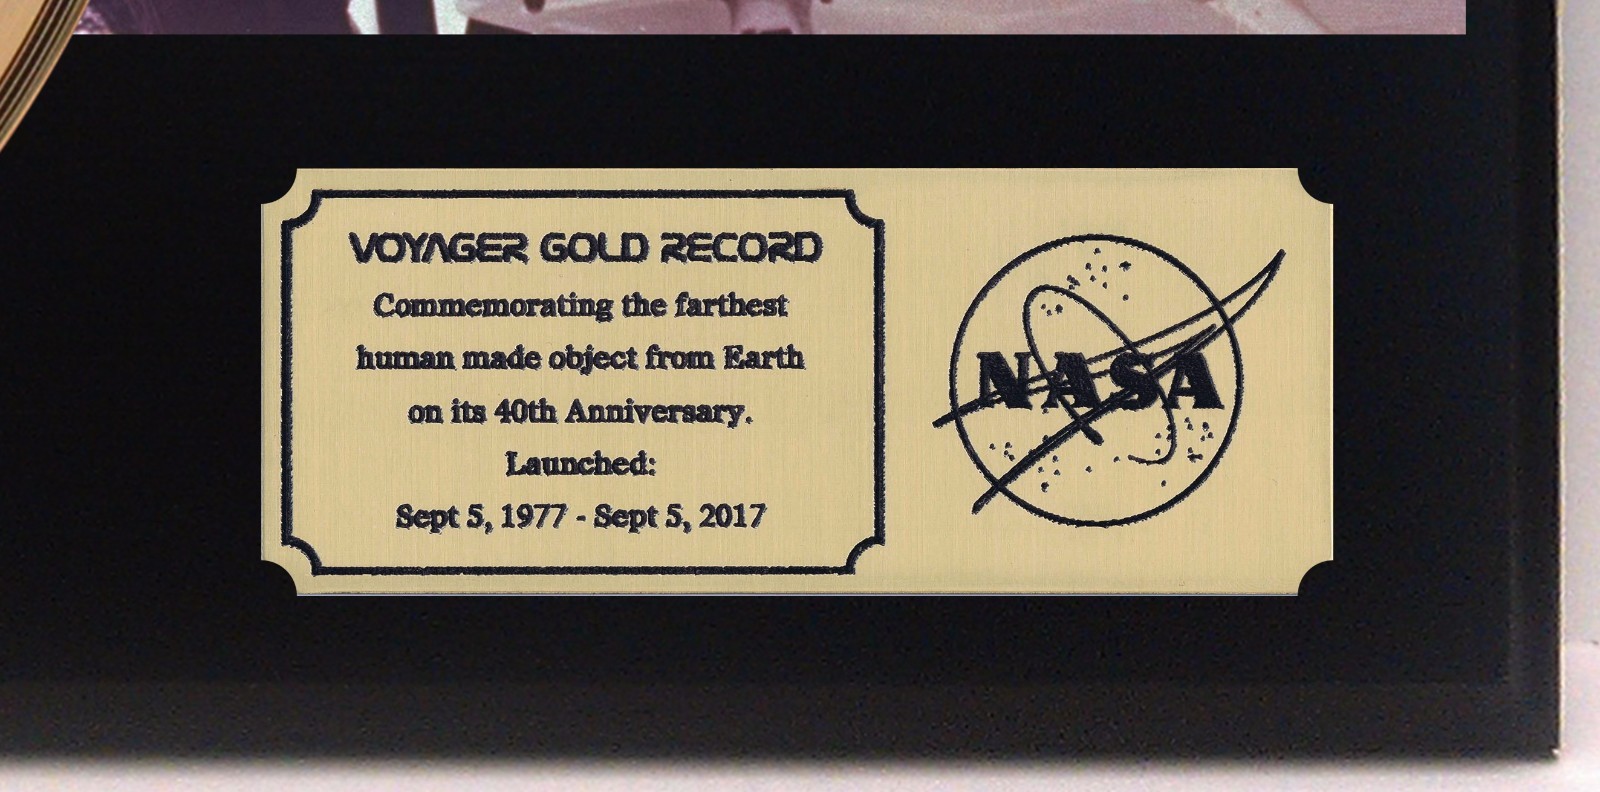 VOYAGER GOLD RECORD
Commemorating the farthest
human made object from Earth
on its 40th Anniversary.
Launched:
Sept 5, 1977 - Sept 5, 2017
NASA